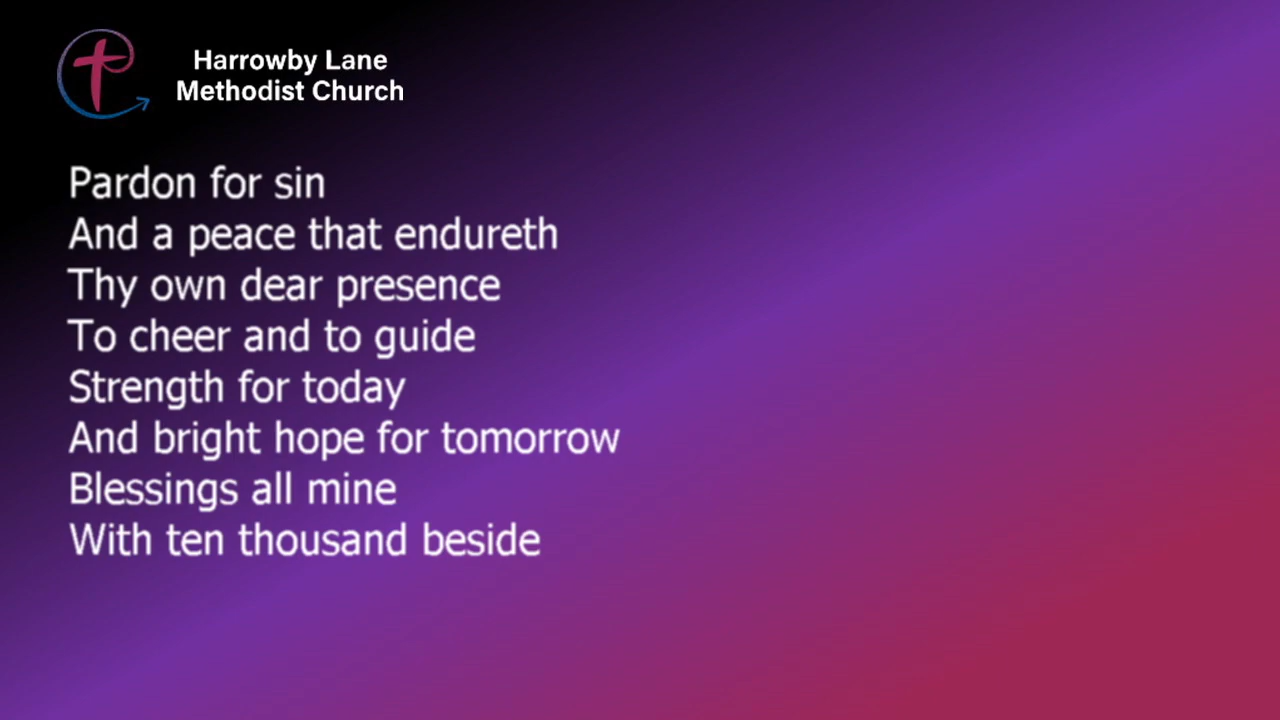 Harrowby Lane
Methodist Church
Pardon for sin
And a peace that endureth
Thy own dear presence
To cheer and to guide
Strength for today
And bright hope for tomorrow
Blessings all mine
With ten thousand beside